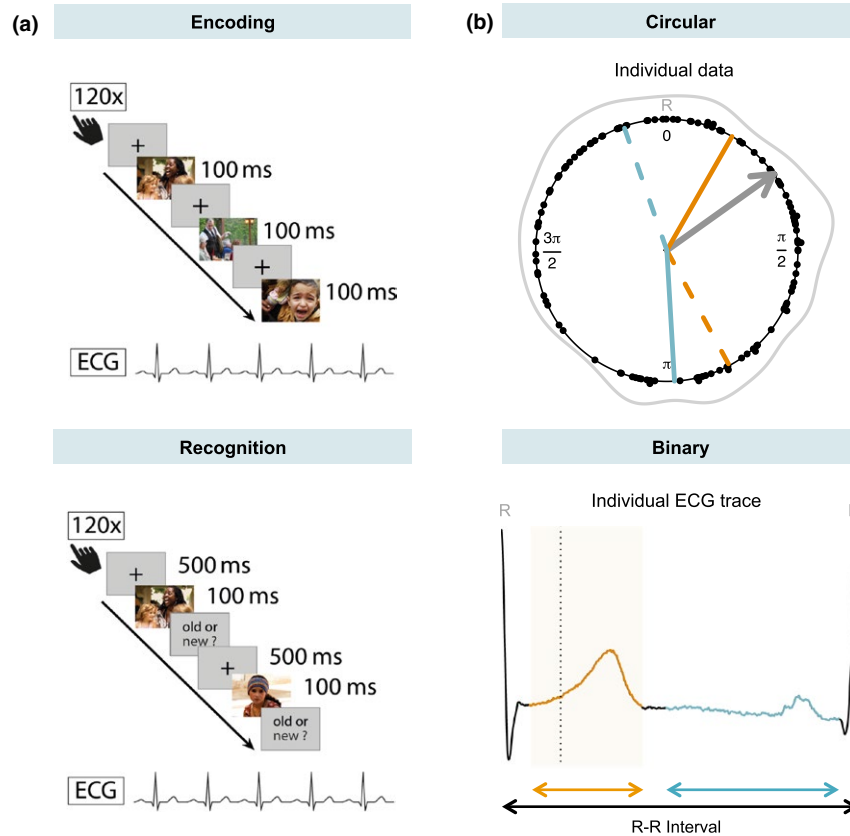 (a)
Encoding
120x
+
100 ms
+
100 ms
+
100 ms
ECG
Recognition
120x
+
500 ms
100 ms
old or
new ?
+
500 ms
100 ms
old or
new ?
ECG
(b)
Circular
Individual data
R
0
3π
2
π
2
π
Binary
Individual ECG trace
R
R-R Interval